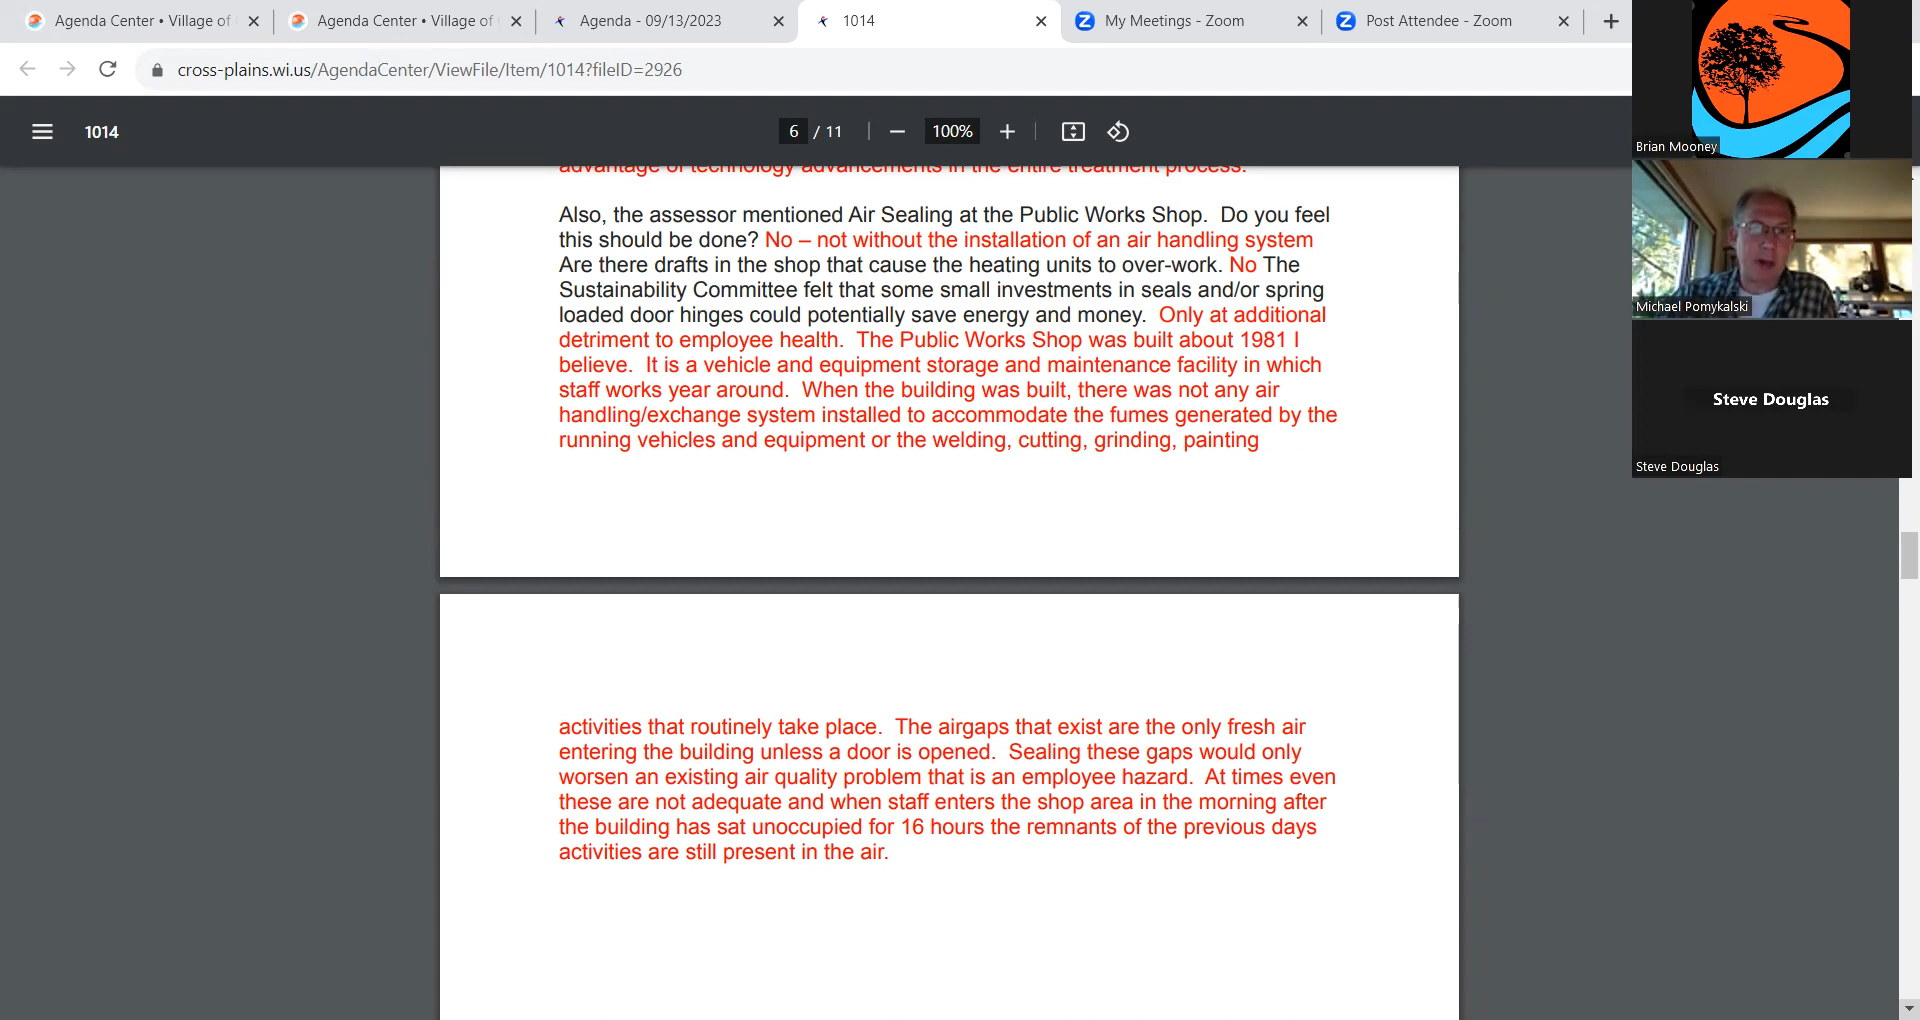 Agenda Center • Village of
Agenda Center • Village of
Agenda - 09/13/2023
1014
My Meetings - Zoom
Post Attendee - Zoom
cross-plains.wi.us/AgendaCenter/ViewFile/Item/1014?fileID=2926
1014
6 / 11
100%
advantage of technology advancements in the entire treatment process.
Also, the assessor mentioned Air Sealing at the Public Works Shop. Do you feel
this should be done? No – not without the installation of an air handling system
Are there drafts in the shop that cause the heating units to over-work. No The
Sustainability Committee felt that some small investments in seals and/or spring
loaded door hinges could potentially save energy and money. Only at additional
detriment to employee health. The Public Works Shop was built about 1981 I
believe. It is a vehicle and equipment storage and maintenance facility in which
staff works year around. When the building was built, there was not any air
handling/exchange system installed to accommodate the fumes generated by the
running vehicles and equipment or the welding, cutting, grinding, painting
activities that routinely take place. The airgaps that exist are the only fresh air
entering the building unless a door is opened. Sealing these gaps would only
worsen an existing air quality problem that is an employee hazard. At times even
these are not adequate and when staff enters the shop area in the morning after
the building has sat unoccupied for 16 hours the remnants of the previous days
activities are still present in the air.
Brian Mooney
Michael Pomykalski
Steve Douglas
Steve Douglas